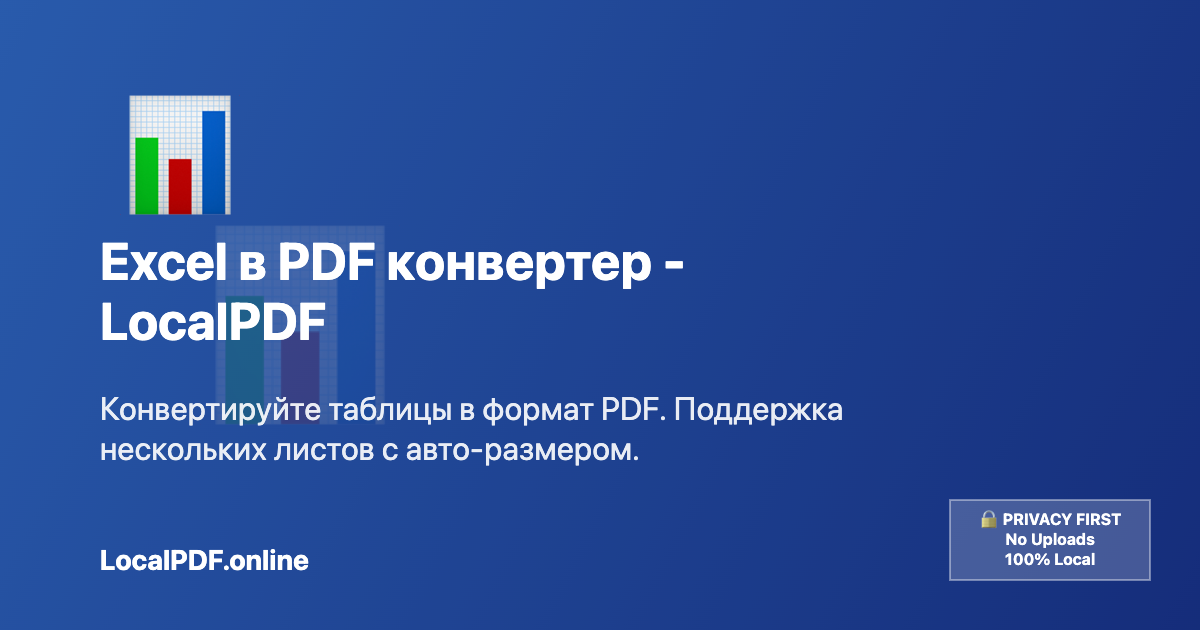 Excel в PDF конвертер -
LocalPDF
Конвертируйте таблицы в формат PDF. Поддержка
нескольких листов с авто-размером.
LocalPDF.online
🔒 PRIVACY FIRST
No Uploads
100% Local